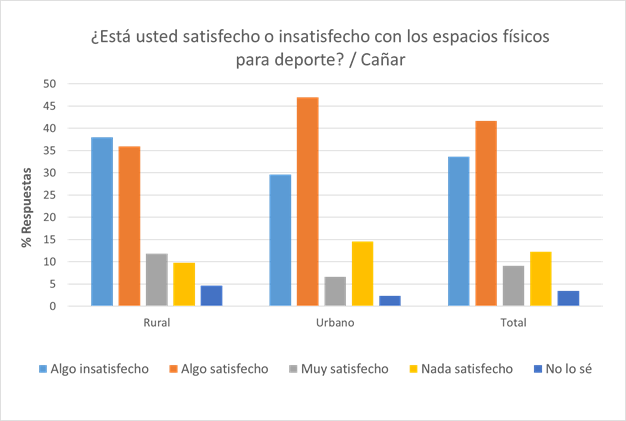 ¿Está usted satisfecho o insatisfecho con los espacios físicos
para deporte? / Cañar
50
45
40
35
30
25
20
15
10
5
0
% Respuestas
Rural Urbano Total
Algo insatisfecho Algo satisfecho Muy satisfecho Nada satisfecho No lo sé